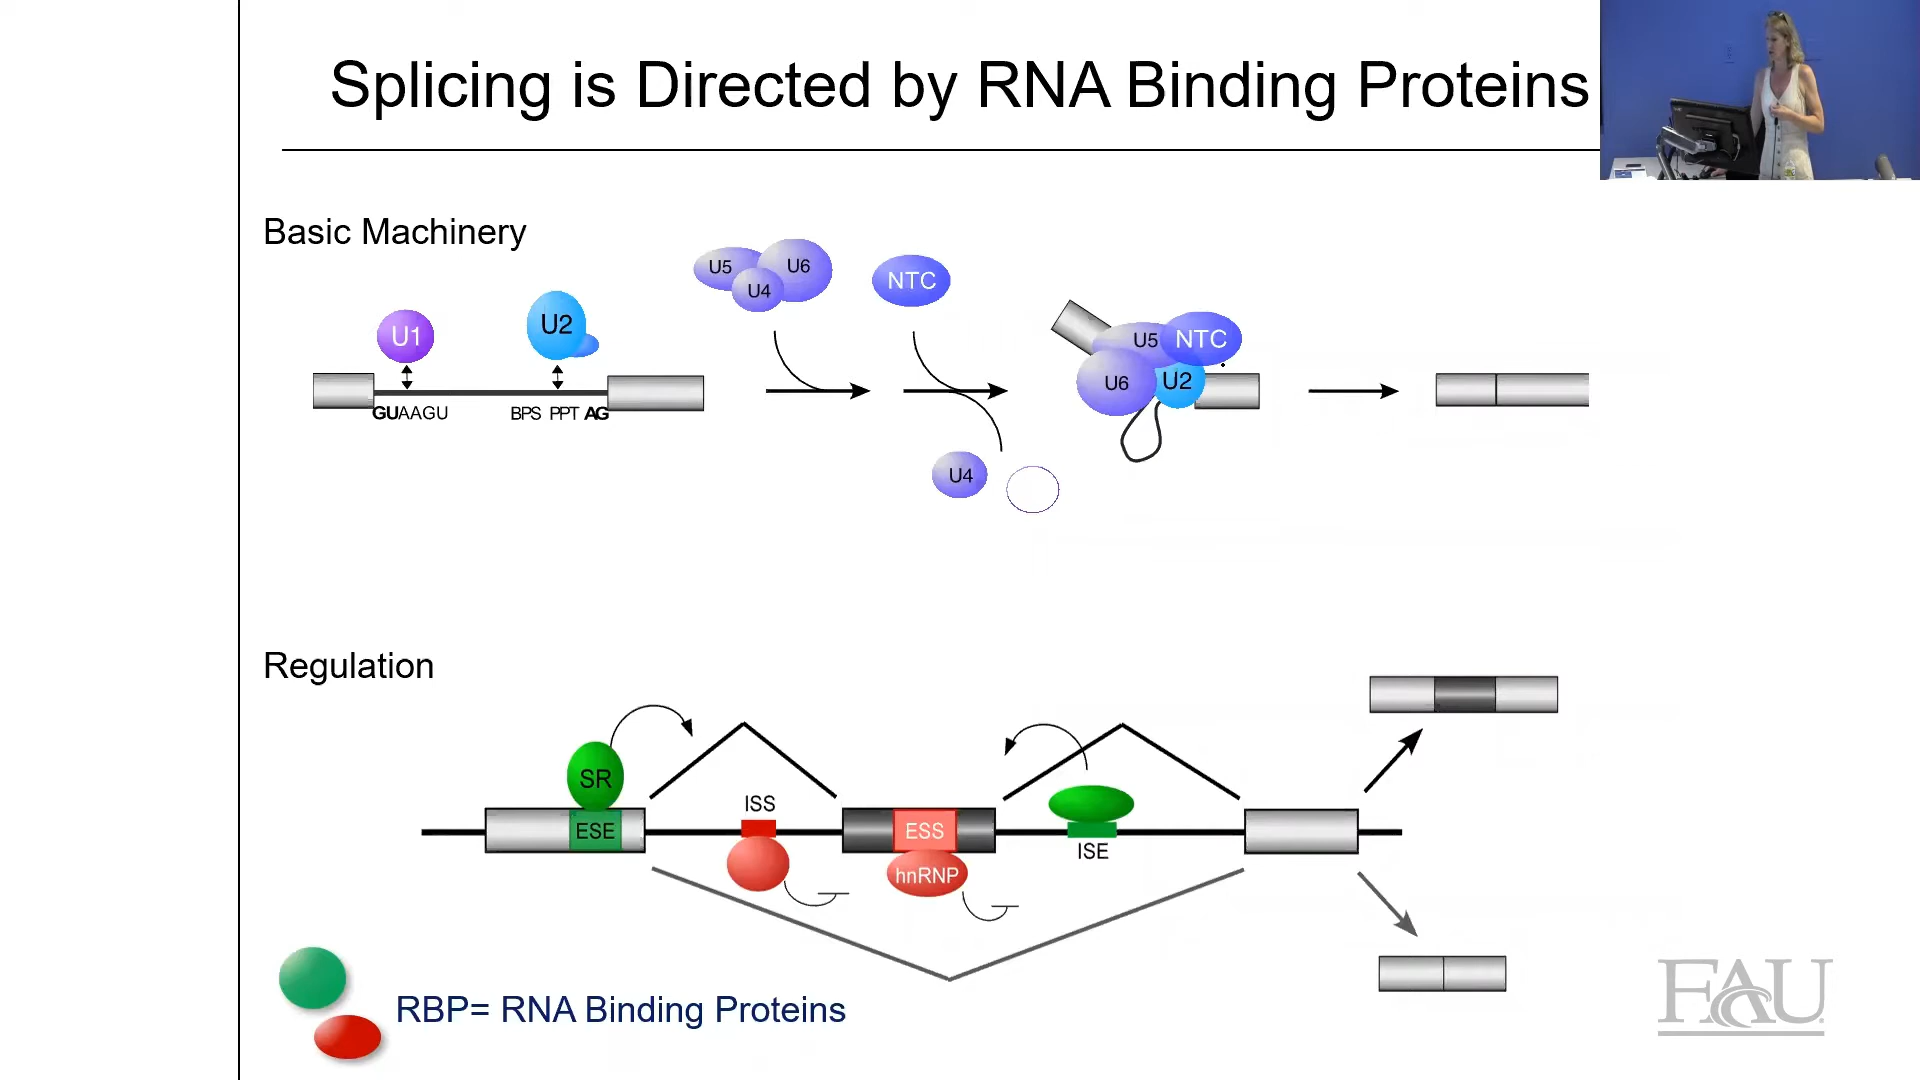 Splicing is Directed by RNA Binding Proteins
Basic Machinery
U5 U6
U4
NTC
U1
U2
GUAAGU
BPS PPT AG
U4
U5 NTC
U6 U2
Regulation
SR
ESE
ISS
ESS
hnRNP
ISE
RBP= RNA Binding Proteins
FAU